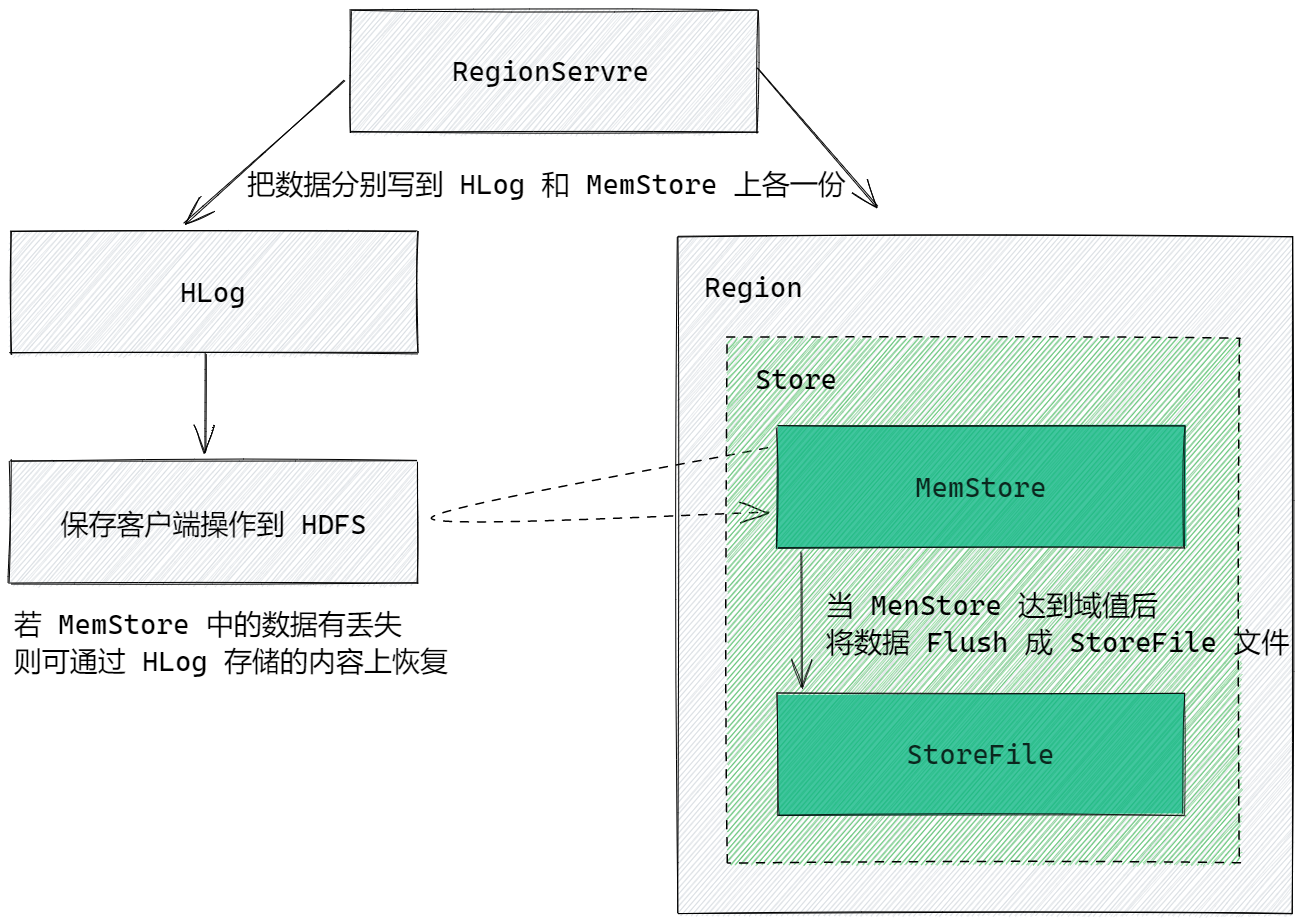 RegionServre
把数据分别写到 HLog 和 MemStore 上各一份
HLog
保存客户端操作到 HDFS
若 MemStore 中的数据有丢失
则可通过 HLog 存储的内容上恢复
Region
Store
MemStore
当 MenStore 达到域值后
将数据 Flush 成 StoreFile 文件
StoreFile